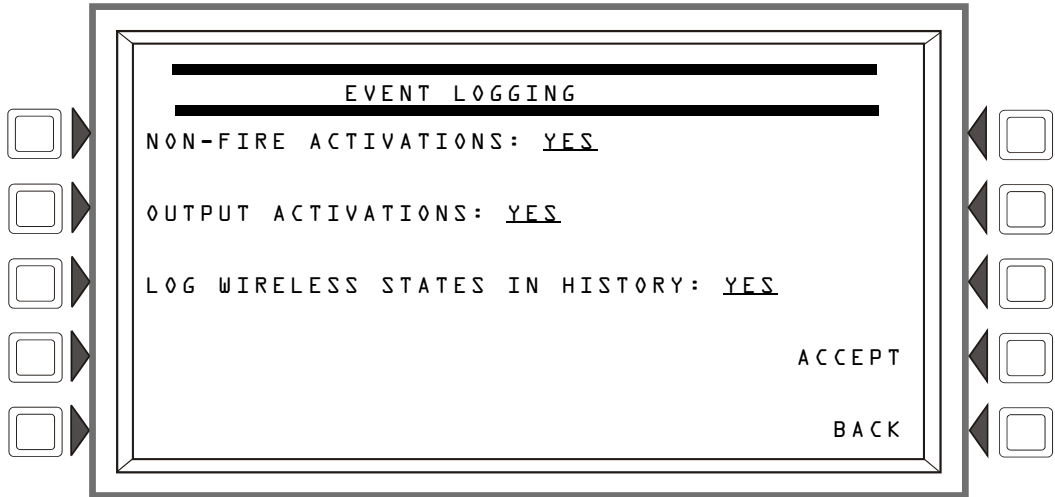 EVENT LOGGING
NON-FIRE ACTIVATIONS: YES
OUTPUT ACTIVATIONS: YES
LOG WIRELESS STATES IN HISTORY: YES
ACCEPT
BACK